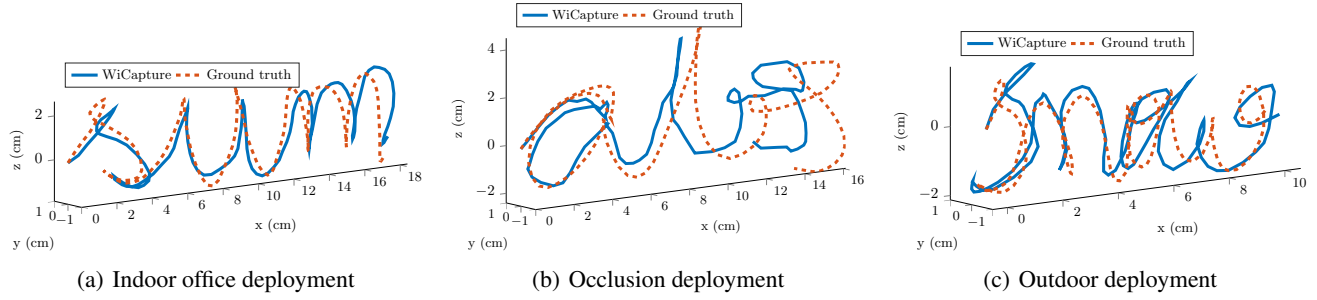 WiCapture Ground truth
2
0
z (cm)
1 0 −1
y (cm)
0 2 4 6 8 10 12 14 16 18
x (cm)
(a) Indoor office deployment
WiCapture Ground truth
4
2
0
−2
z (cm)
1 0 −1
y (cm)
0 2 4 6 8 10 12 14 16
x (cm)
(b) Occlusion deployment
WiCapture Ground truth
0
−2
z (cm)
1 0 −1
y (cm)
0 2 4 6 8 10
x (cm)
(c) Outdoor deployment